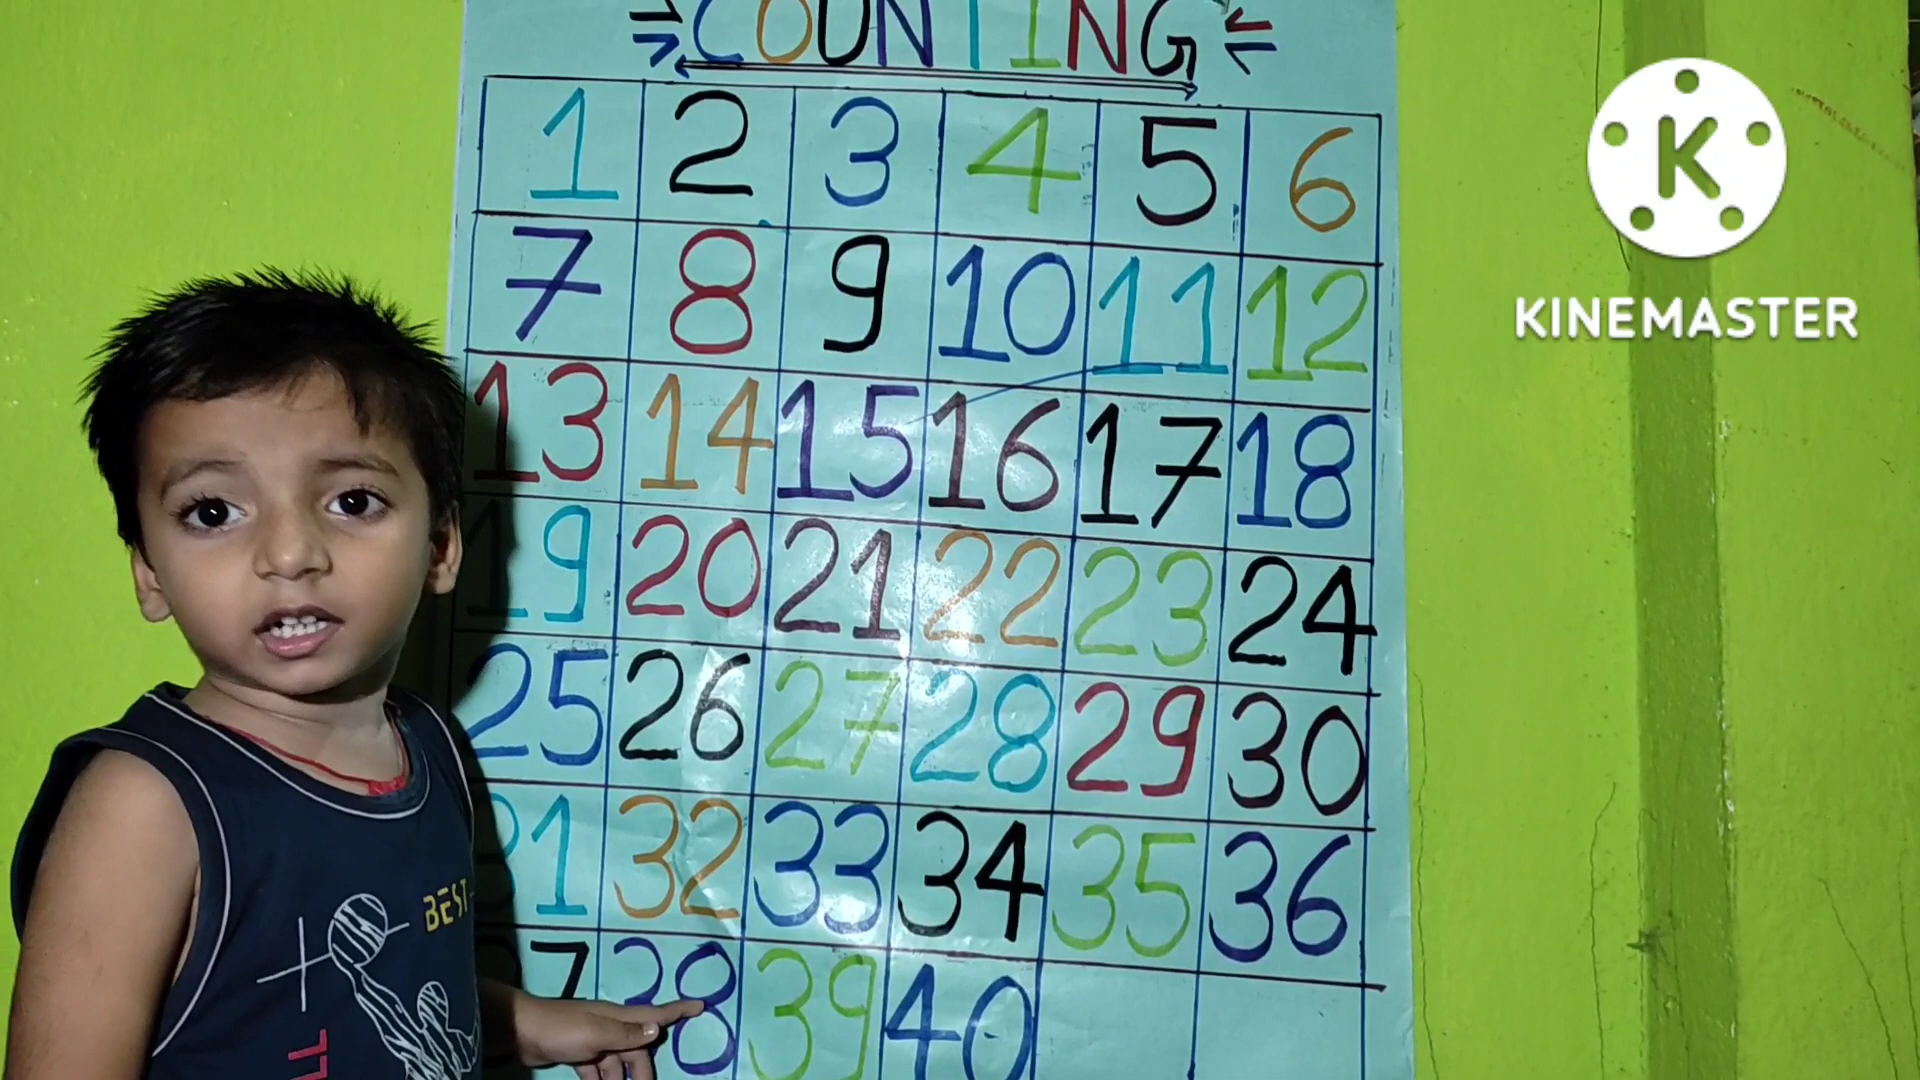 COUNTING
1 2 3 4 5 6
7 8 9 10 11 12
13 14 15 16 17 18
19 20 21 22 23 24
25 26 27 28 29 30
31 32 33 34 35 36
7 38 39 40
K
KINEMASTER
BEST